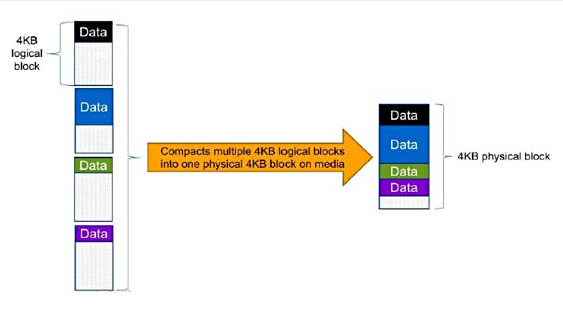 4KB
logical
block
Data
Data
Data
Data
Compacts multiple 4KB logical blocks
into one physical 4KB block on media
Data
Data
Data
Data
4KB physical block